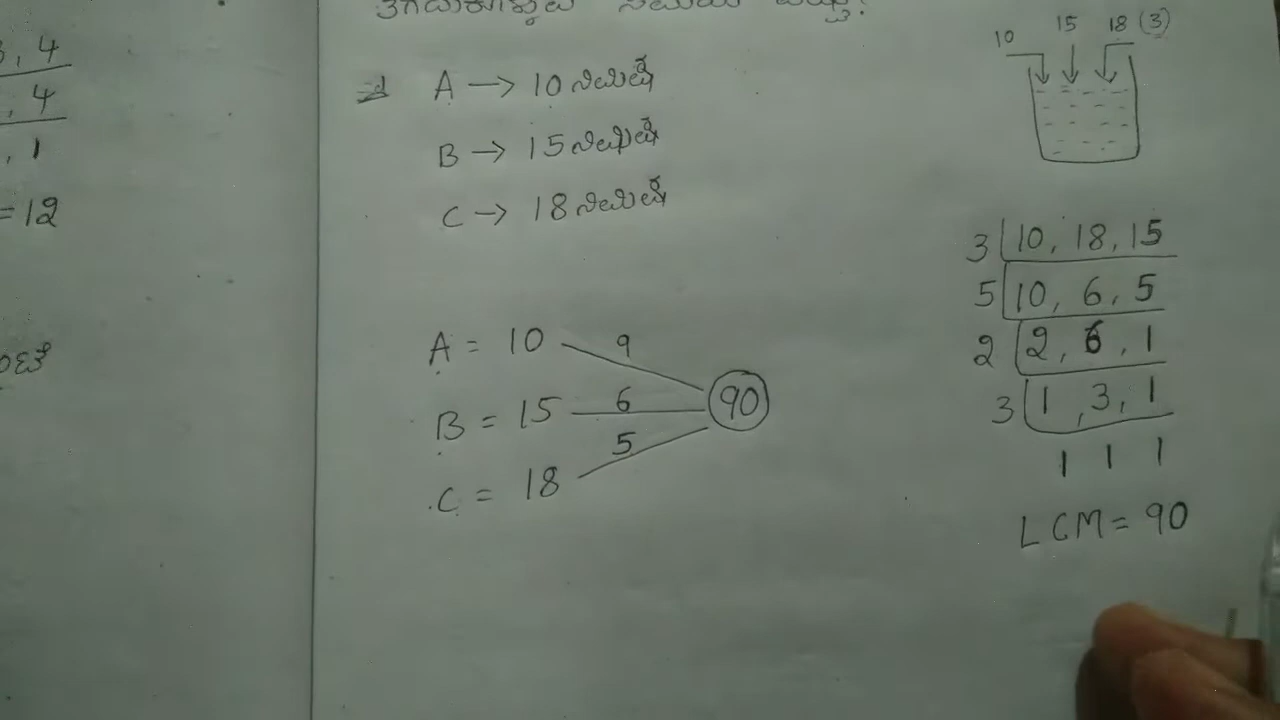 3, 4
, 4
, 1
=12
ಸಮಯ
⇒ A → 10 ನಿಮಿಷ
B → 15 ನಿಮಿಷ
C → 18 ನಿಮಿಷ
A = 10 9
B = 15 6 90
C = 18 5
10 15 18 (3)
3 10, 18, 15
5 10, 6, 5
2 2, 6, 1
3 1, 3, 1
1 1 1
LCM = 90